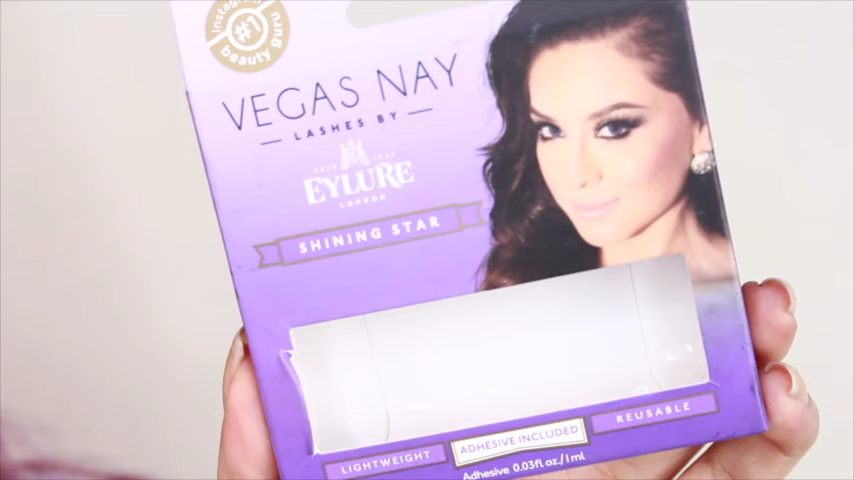 instagram
#1
beauty guru
VEGAS NAY
LASHES BY
EYLURE
LONDON
SHINING STAR
LIGHTWEIGHT
ADHESIVE INCLUDED
REUSABLE
Adhesive 0.03fl oz./1mL